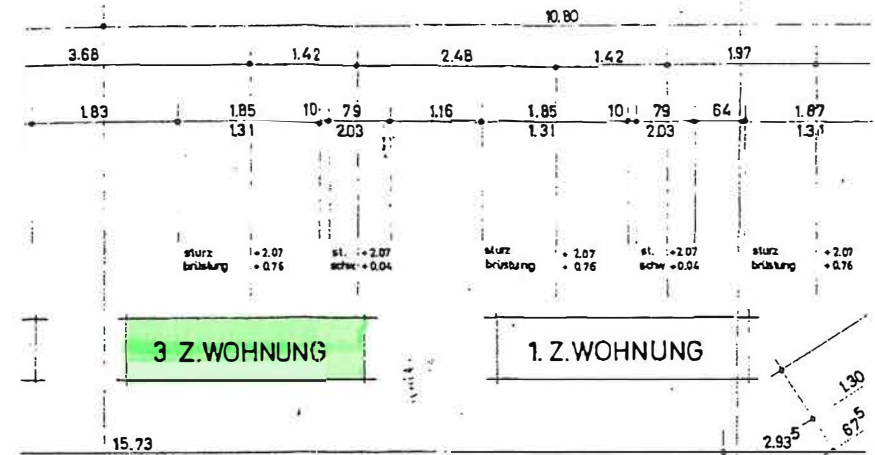 10.80
3.68 1.42 2.48 1.42 1.97
1.83 1.85 10 79 1.16 1.85 10 79 64 1.87
1.31 2.03 1.31 2.03 1.31
sturz +2.07 st. +2.07 sturz +2.07 st. +2.07 sturz +2.07
brüstung +0.76 schw. +0.04 brüstung +0.76 schw +0.04 brüstung +0.76
3 Z.WOHNUNG 1. Z.WOHNUNG
1.30
67⁵
15.73 2.93⁵